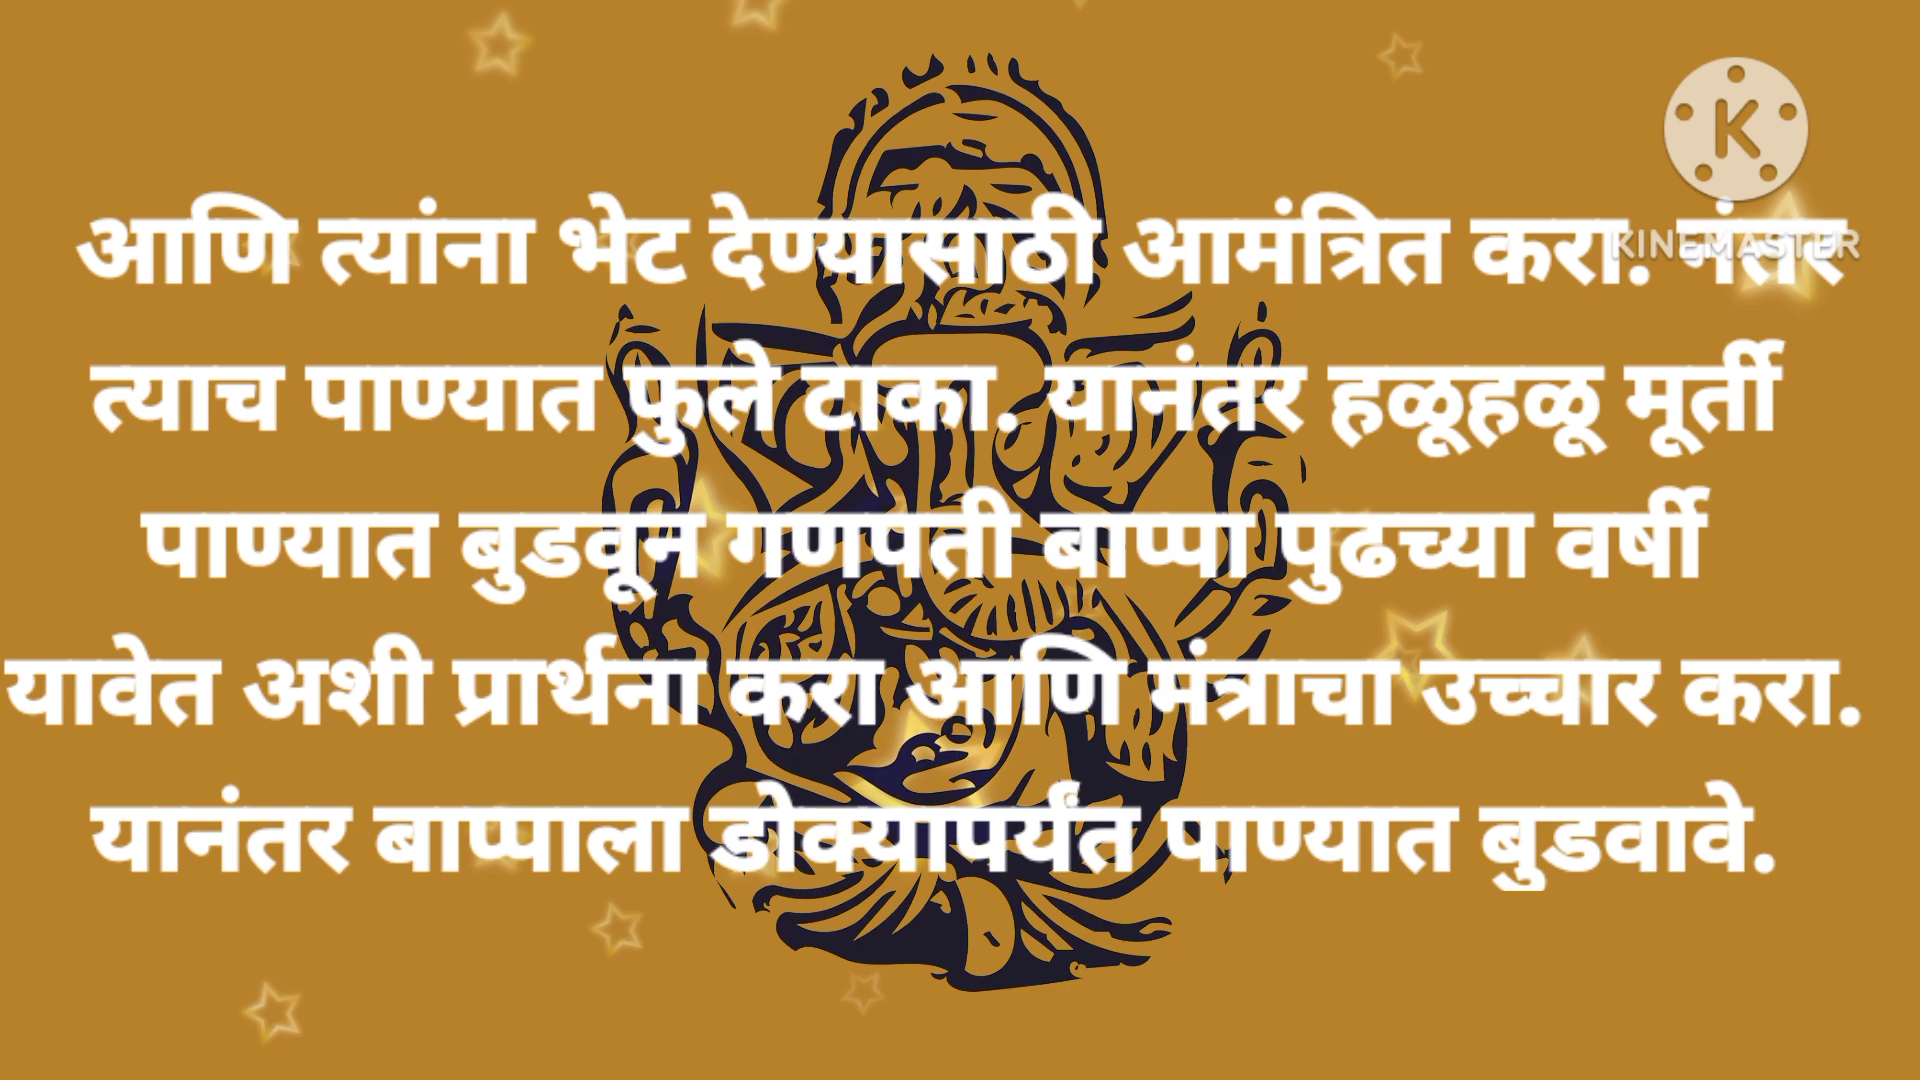 आणि त्यांना भेट देण्यासाठी आमंत्रित करा. नंतर
त्याच पाण्यात फुले टाका. यानंतर हळूहळू मूर्ती
पाण्यात बुडवून गणपती बाप्पा पुढच्या वर्षी
यावेत अशी प्रार्थना करा आणि मंत्राचा उच्चार करा.
यानंतर बाप्पाला डोक्यापर्यंत पाण्यात बुडवावे.
K
KINEMASTER